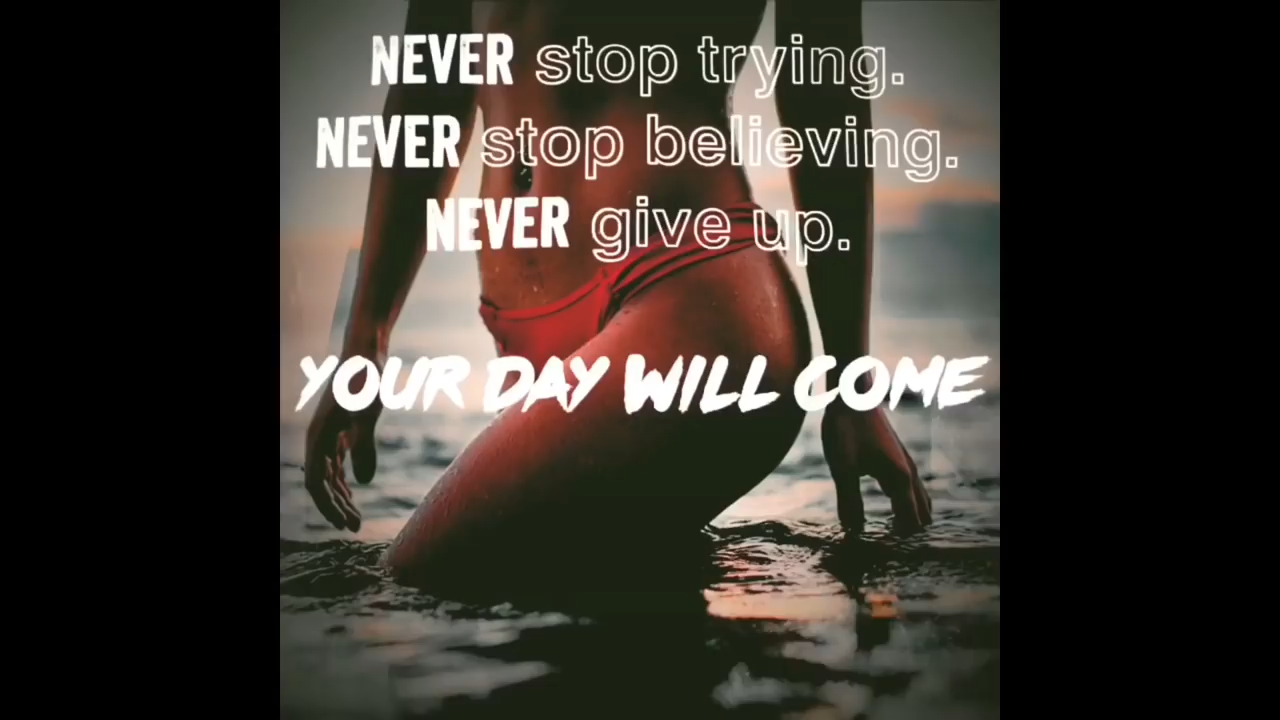 NEVER stop trying.
NEVER stop believing.
NEVER give up.
YOUR DAY WILL COME